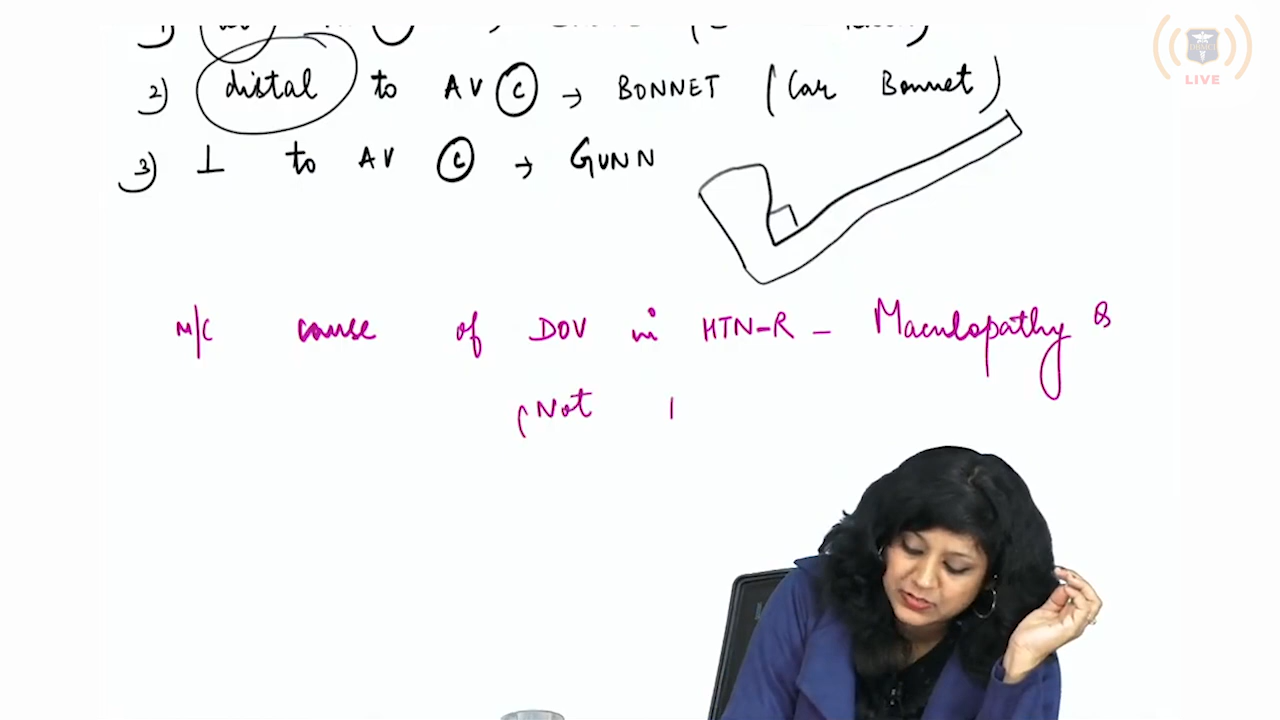 2) distal to AV C → BONNET (Car Bonnet)
3) ⊥ to AV C → GUNN
M/C cause of DOV in HTN-R - Maculopathy
(Not
LIVE